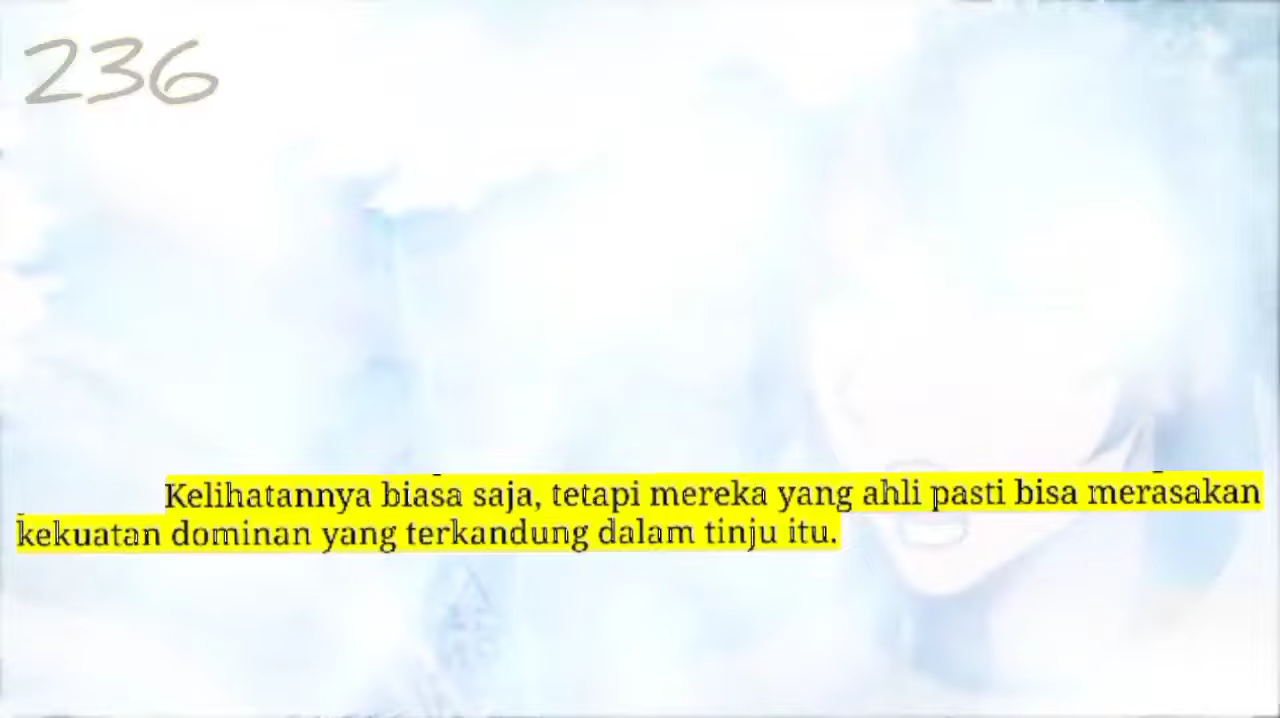 236
Kelihatannya biasa saja, tetapi mereka yang ahli pasti bisa merasakan
kekuatan dominan yang terkandung dalam tinju itu.